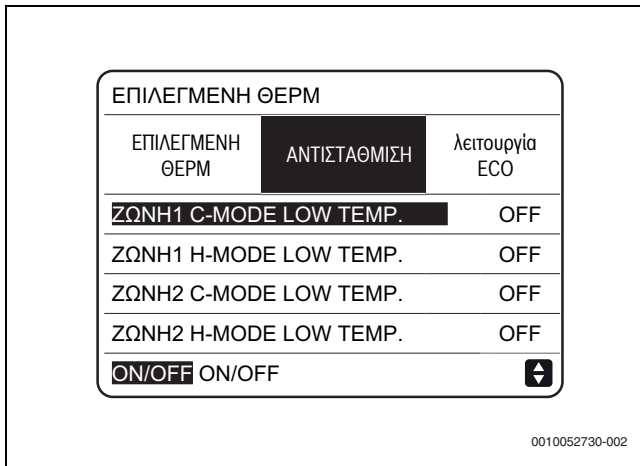 ΕΠΙΛΕΓΜΕΝΗ ΘΕΡΜ
ΕΠΙΛΕΓΜΕΝΗ ΘΕΡΜ
ΑΝΤΙΣΤΑΘΜΙΣΗ
λειτουργία ECO
ΖΩΝΗ1 C-MODE LOW TEMP. OFF
ΖΩΝΗ1 H-MODE LOW TEMP. OFF
ΖΩΝΗ2 C-MODE LOW TEMP. OFF
ΖΩΝΗ2 H-MODE LOW TEMP. OFF
ON/OFF ON/OFF
0010052730-002